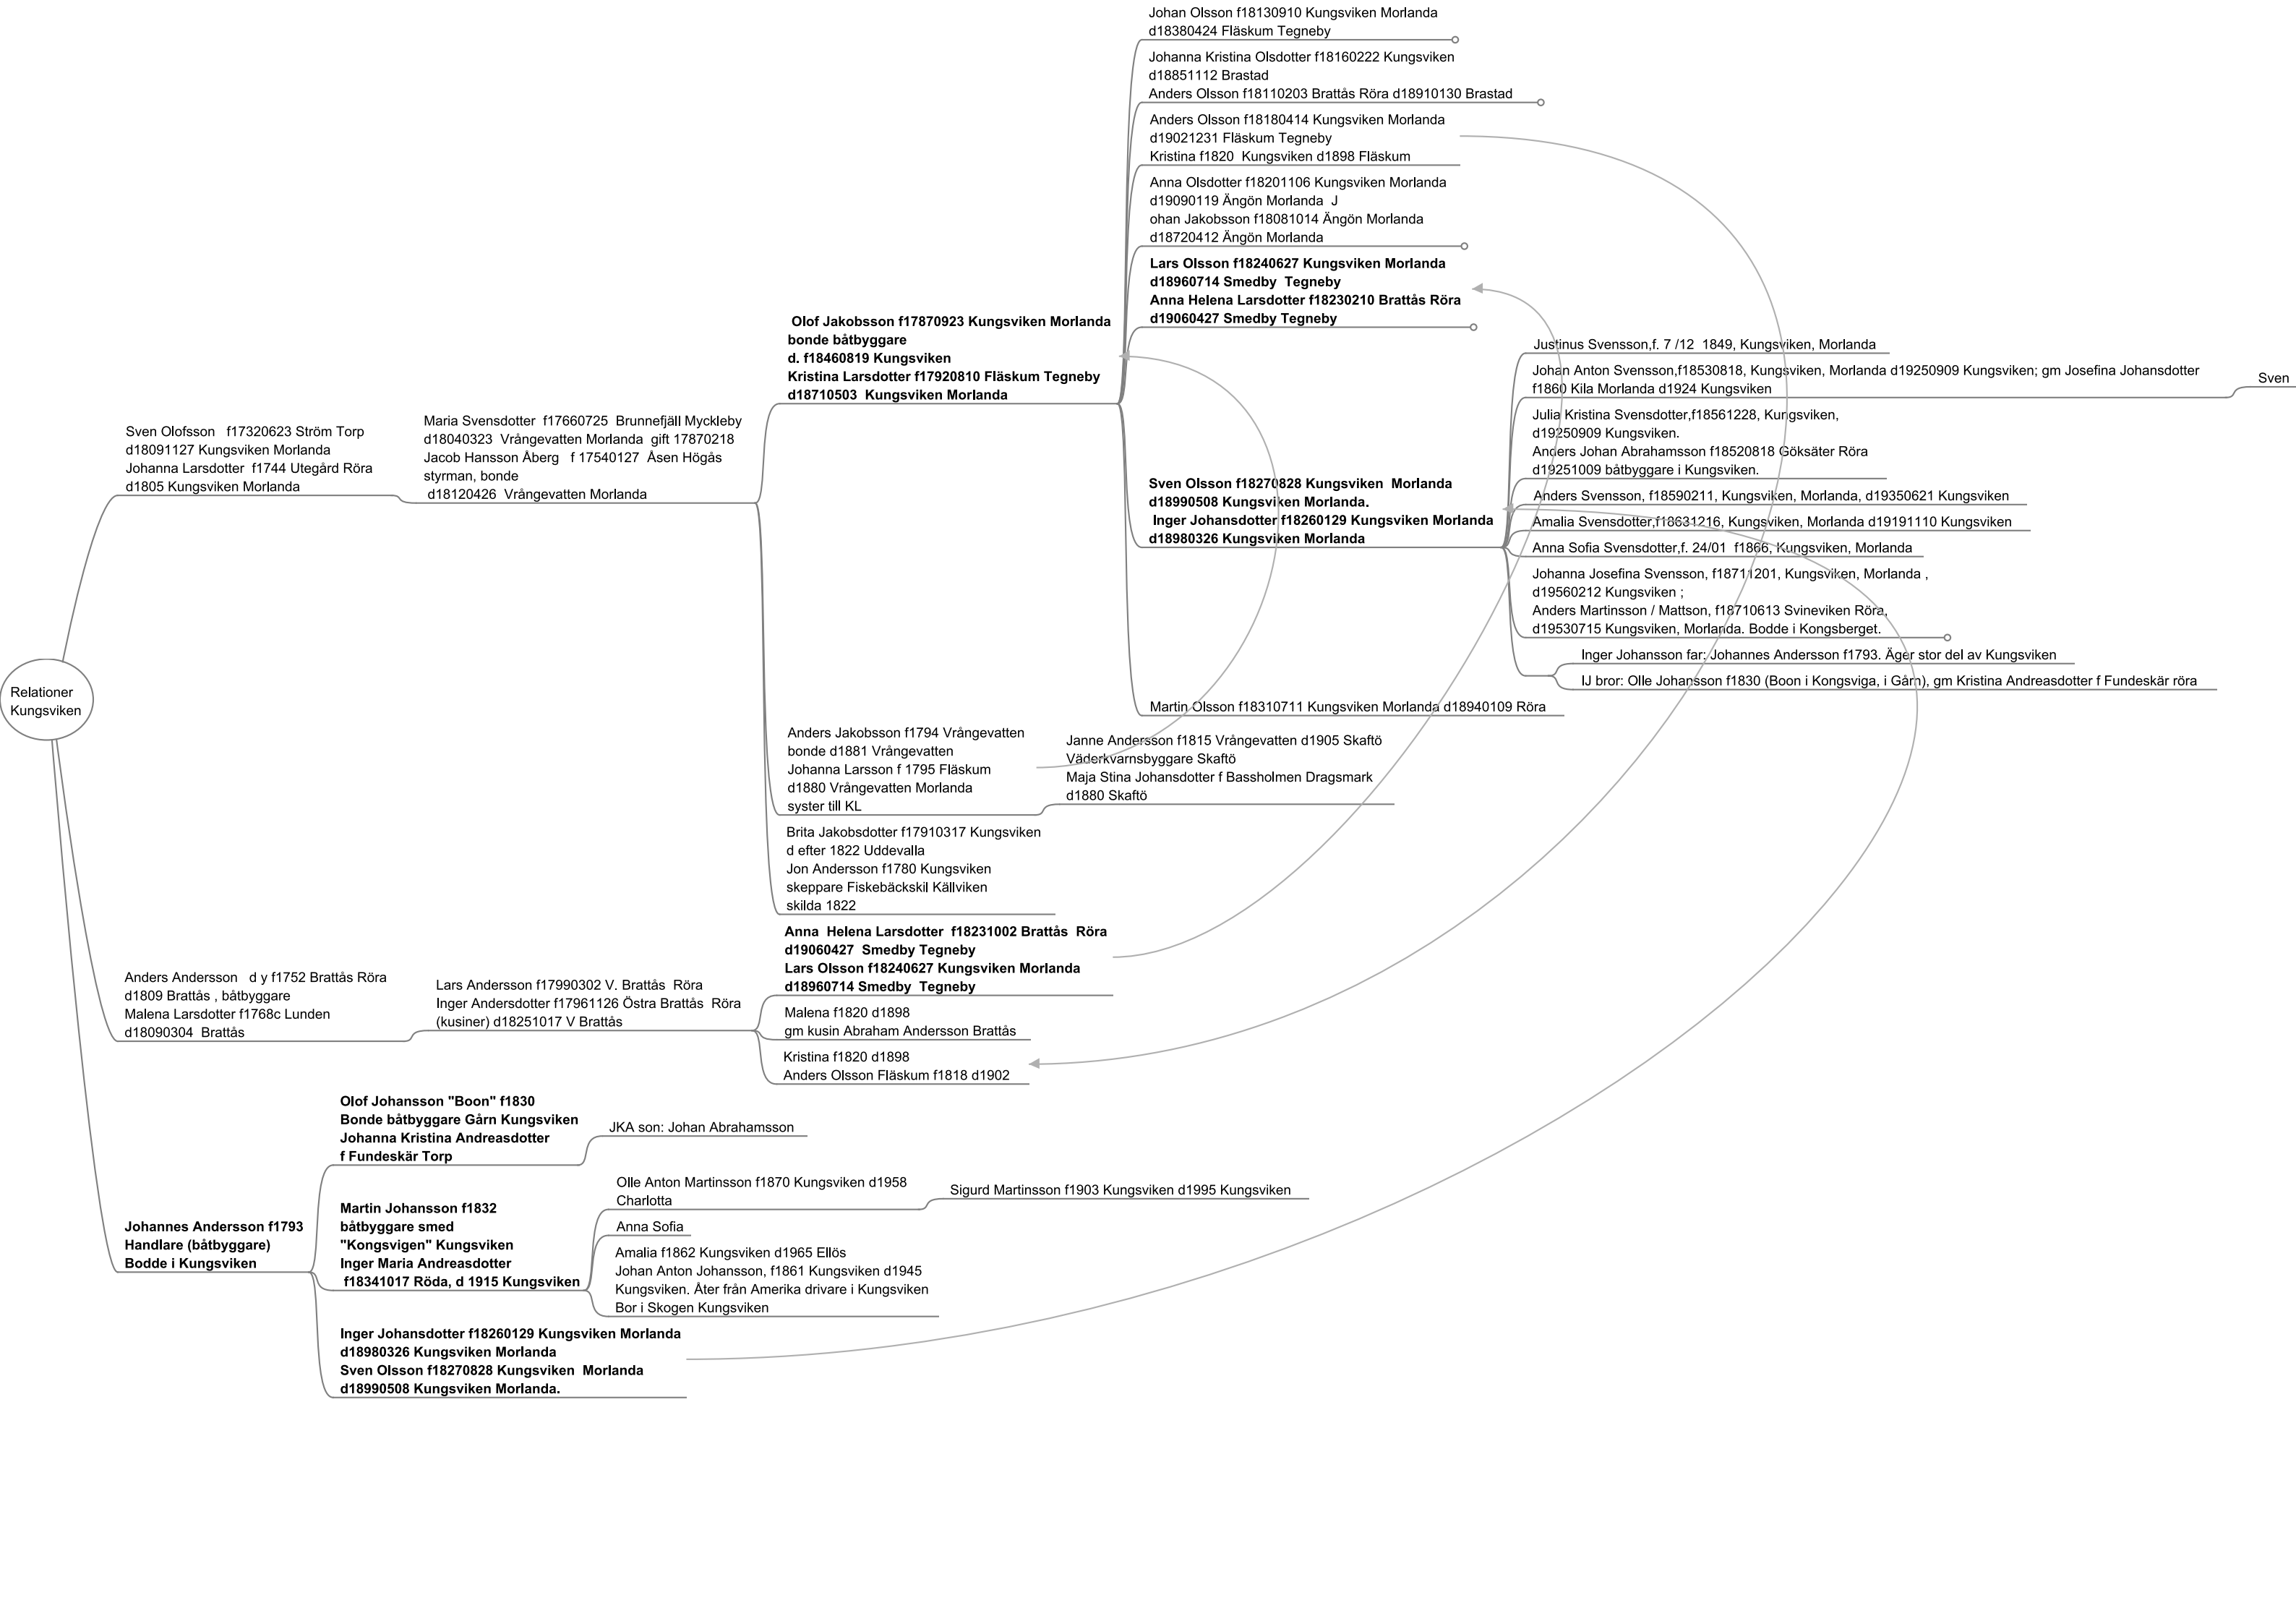 Relationer
Kungsviken
Sven Olofsson   f17320623 Ström Torp
d18091127 Kungsviken Morlanda
Johanna Larsdotter  f1744 Utegård Röra
d1805 Kungsviken Morlanda
Maria Svensdotter  f17660725  Brunnefjäll Myckleby
d18040323  Vrångevatten Morlanda  gift 17870218
Jacob Hansson Åberg   f 17540127  Åsen Högås
styrman, bonde
d18120426  Vrångevatten Morlanda
Olof Jakobsson f17870923 Kungsviken Morlanda
bonde båtbyggare
d. f18460819 Kungsviken
Kristina Larsdotter f17920810 Fläskum Tegneby
d18710503  Kungsviken Morlanda
Johan Olsson f18130910 Kungsviken Morlanda
d18380424 Fläskum Tegneby
Johanna Kristina Olsdotter f18160222 Kungsviken
d18851112 Brastad
Anders Olsson f18110203 Brattås Röra d18910130 Brastad
Anders Olsson f18180414 Kungsviken Morlanda
d19021231 Fläskum Tegneby
Kristina f1820  Kungsviken d1898 Fläskum
Anna Olsdotter f18201106 Kungsviken Morlanda
d19090119 Ängön Morlanda  J
ohan Jakobsson f18081014 Ängön Morlanda
d18720412 Ängön Morlanda
Lars Olsson f18240627 Kungsviken Morlanda
d18960714 Smedby  Tegneby
Anna Helena Larsdotter f18230210 Brattås Röra
d19060427 Smedby Tegneby
Sven Olsson f18270828 Kungsviken  Morlanda
d18990508 Kungsviken Morlanda.
Inger Johansdotter f18260129 Kungsviken Morlanda
d18980326 Kungsviken Morlanda
Justinus Svensson,f. 7 /12  1849, Kungsviken, Morlanda
Johan Anton Svensson,f18530818, Kungsviken, Morlanda d19250909 Kungsviken; gm Josefina Johansdotter
f1860 Kila Morlanda d1924 Kungsviken
Sven
Julia Kristina Svensdotter,f18561228, Kungsviken,
d19250909 Kungsviken.
Anders Johan Abrahamsson f18520818 Göksäter Röra
d19251009 båtbyggare i Kungsviken.
Anders Svensson, f18590211, Kungsviken, Morlanda, d19350621 Kungsviken
Amalia Svensdotter,f18631216, Kungsviken, Morlanda d19191110 Kungsviken
Anna Sofia Svensdotter,f. 24/01  f1866, Kungsviken, Morlanda
Johanna Josefina Svensson, f18711201, Kungsviken, Morlanda ,
d19560212 Kungsviken ;
Anders Martinsson / Mattson, f18710613 Svineviken Röra,
d19530715 Kungsviken, Morlanda. Bodde i Kongsberget.
Inger Johansson far: Johannes Andersson f1793. Äger stor del av Kungsviken
IJ bror: Olle Johansson f1830 (Boon i Kongsviga, i Gårn), gm Kristina Andreasdotter f Fundeskär röra
Martin Olsson f18310711 Kungsviken Morlanda d18940109 Röra
Anders Jakobsson f1794 Vrångevatten
bonde d1881 Vrångevatten
Johanna Larsson f 1795 Fläskum
d1880 Vrångevatten Morlanda
syster till KL
Janne Andersson f1815 Vrångevatten d1905 Skaftö
Väderkvarnsbyggare Skaftö
Maja Stina Johansdotter f Bassholmen Dragsmark
d1880 Skaftö
Brita Jakobsdotter f17910317 Kungsviken
d efter 1822 Uddevalla
Jon Andersson f1780 Kungsviken
skeppare Fiskebäckskil Källviken
skilda 1822
Anders Andersson   d y f1752 Brattås Röra
d1809 Brattås , båtbyggare
Malena Larsdotter f1768c Lunden
d18090304  Brattås
Lars Andersson f17990302 V. Brattås  Röra
Inger Andersdotter f17961126 Östra Brattås  Röra
(kusiner) d18251017 V Brattås
Anna  Helena Larsdotter  f18231002 Brattås  Röra
d19060427  Smedby Tegneby
Lars Olsson f18240627 Kungsviken Morlanda
d18960714 Smedby  Tegneby
Malena f1820 d1898
gm kusin Abraham Andersson Brattås
Kristina f1820 d1898
Anders Olsson Fläskum f1818 d1902
Johannes Andersson f1793
Handlare (båtbyggare)
Bodde i Kungsviken
Olof Johansson "Boon" f1830
Bonde båtbyggare Gårn Kungsviken
Johanna Kristina Andreasdotter
f Fundeskär Torp
JKA son: Johan Abrahamsson
Martin Johansson f1832
båtbyggare smed
"Kongsvigen" Kungsviken
Inger Maria Andreasdotter
f18341017 Röda, d 1915 Kungsviken
Olle Anton Martinsson f1870 Kungsviken d1958
Charlotta
Sigurd Martinsson f1903 Kungsviken d1995 Kungsviken
Anna Sofia
Amalia f1862 Kungsviken d1965 Ellös
Johan Anton Johansson, f1861 Kungsviken d1945
Kungsviken. Åter från Amerika drivare i Kungsviken
Bor i Skogen Kungsviken
Inger Johansdotter f18260129 Kungsviken Morlanda
d18980326 Kungsviken Morlanda
Sven Olsson f18270828 Kungsviken  Morlanda
d18990508 Kungsviken Morlanda.